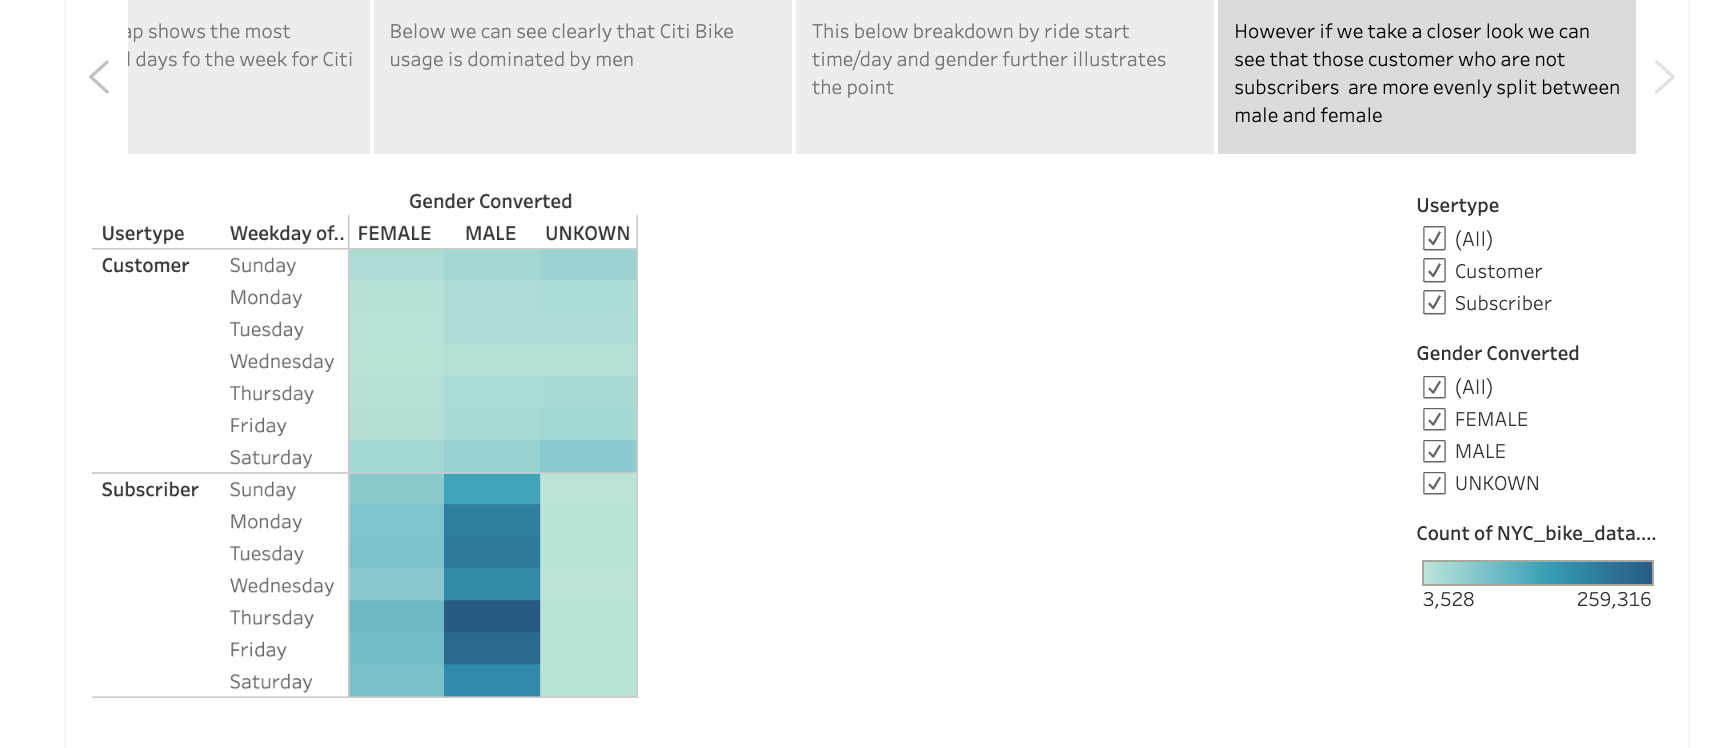 ap shows the most
days fo the week for Citi
Below we can see clearly that Citi Bike
usage is dominated by men
This below breakdown by ride start
time/day and gender further illustrates
the point
However if we take a closer look we can
see that those customer who are not
subscribers  are more evenly split between
male and female
Gender Converted
Usertype Weekday of.. FEMALE MALE UNKOWN
Customer Sunday
Monday
Tuesday
Wednesday
Thursday
Friday
Saturday
Subscriber Sunday
Monday
Tuesday
Wednesday
Thursday
Friday
Saturday
Usertype
(All)
Customer
Subscriber
Gender Converted
(All)
FEMALE
MALE
UNKOWN
Count of NYC_bike_data....
3,528 259,316